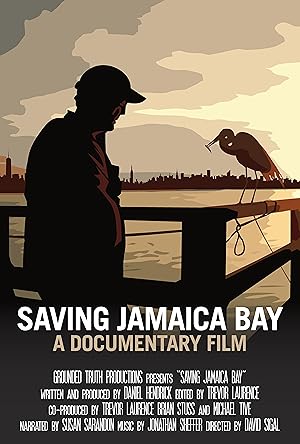 SAVING JAMAICA BAY
A DOCUMENTARY FILM
GROUNDED TRUTH PRODUCTIONS PRESENTS "SAVING JAMAICA BAY"
WRITTEN AND PRODUCED BY DANIEL HENDRICK EDITED BY TREVOR LAURENCE
CO-PRODUCED BY TREVOR LAURENCE BRIAN STUSS AND MICHAEL TIVE
NARRATED BY SUSAN SARANDON MUSIC BY JONATHAN SHEFFER DIRECTED BY DAVID SIGAL